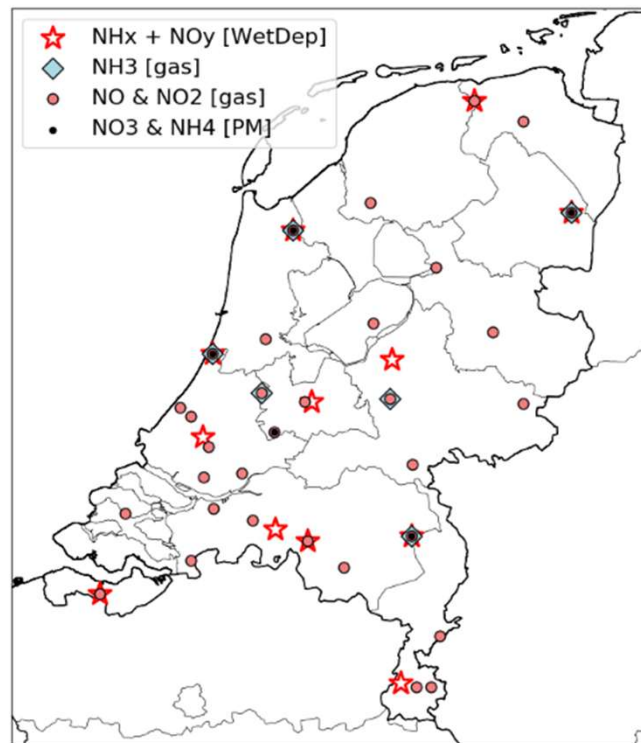 NHx + NOy [WetDep]
NH3 [gas]
NO & NO2 [gas]
NO3 & NH4 [PM]